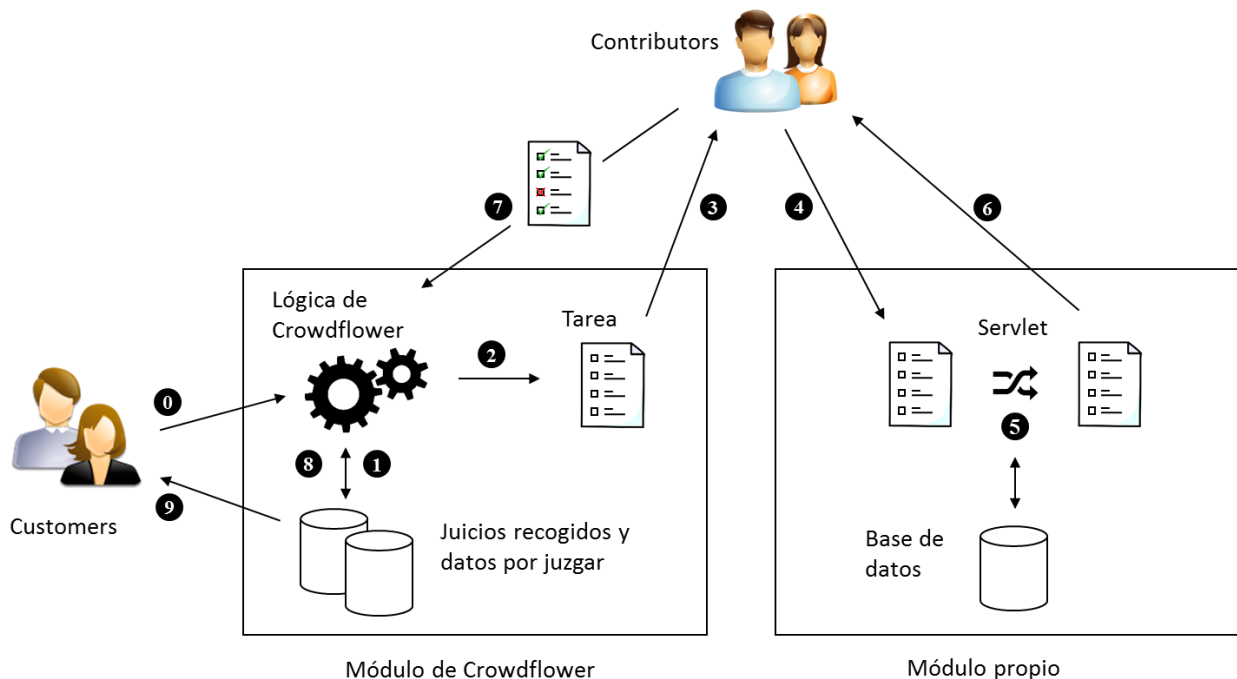 Contributors
7
3
4
6
Lógica de
Crowdflower
Tarea
Servlet
2
0
5
8
1
9
Customers
Juicios recogidos y
datos por juzgar
Base de
datos
Módulo de Crowdflower
Módulo propio